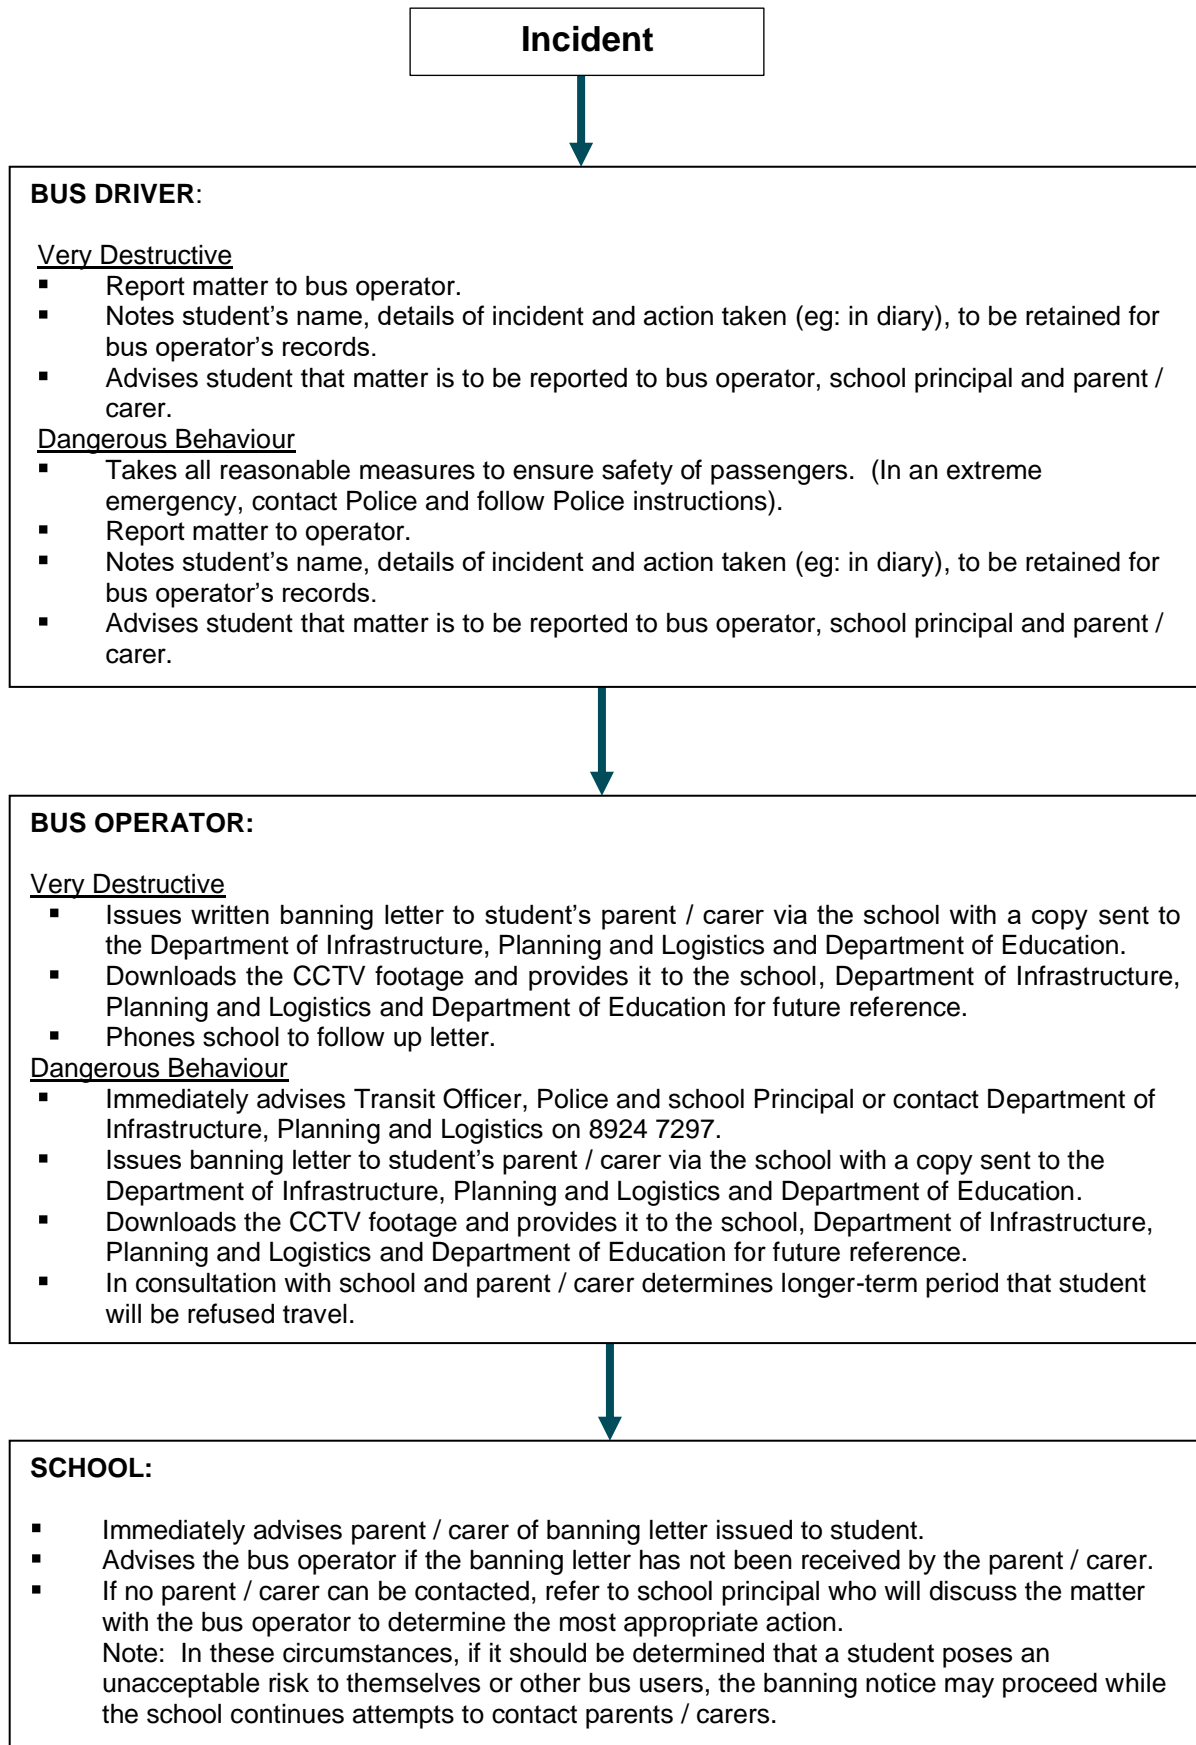 Incident
BUS DRIVER:
Very Destructive
▪ Report matter to bus operator.
▪ Notes student’s name, details of incident and action taken (eg: in diary), to be retained for
bus operator’s records.
▪ Advises student that matter is to be reported to bus operator, school principal and parent /
carer.
Dangerous Behaviour
▪ Takes all reasonable measures to ensure safety of passengers.  (In an extreme
emergency, contact Police and follow Police instructions).
▪ Report matter to operator.
▪ Notes student’s name, details of incident and action taken (eg: in diary), to be retained for
bus operator’s records.
▪ Advises student that matter is to be reported to bus operator, school principal and parent /
carer.
BUS OPERATOR:
Very Destructive
▪ Issues written banning letter to student’s parent / carer via the school with a copy sent to
the Department of Infrastructure, Planning and Logistics and Department of Education.
▪ Downloads the CCTV footage and provides it to the school, Department of Infrastructure,
Planning and Logistics and Department of Education for future reference.
▪ Phones school to follow up letter.
Dangerous Behaviour
▪ Immediately advises Transit Officer, Police and school Principal or contact Department of
Infrastructure, Planning and Logistics on 8924 7297.
▪ Issues banning letter to student’s parent / carer via the school with a copy sent to the
Department of Infrastructure, Planning and Logistics and Department of Education.
▪ Downloads the CCTV footage and provides it to the school, Department of Infrastructure,
Planning and Logistics and Department of Education for future reference.
▪ In consultation with school and parent / carer determines longer-term period that student
will be refused travel.
SCHOOL:
▪ Immediately advises parent / carer of banning letter issued to student.
▪ Advises the bus operator if the banning letter has not been received by the parent / carer.
▪ If no parent / carer can be contacted, refer to school principal who will discuss the matter
with the bus operator to determine the most appropriate action.
Note:  In these circumstances, if it should be determined that a student poses an
unacceptable risk to themselves or other bus users, the banning notice may proceed while
the school continues attempts to contact parents / carers.